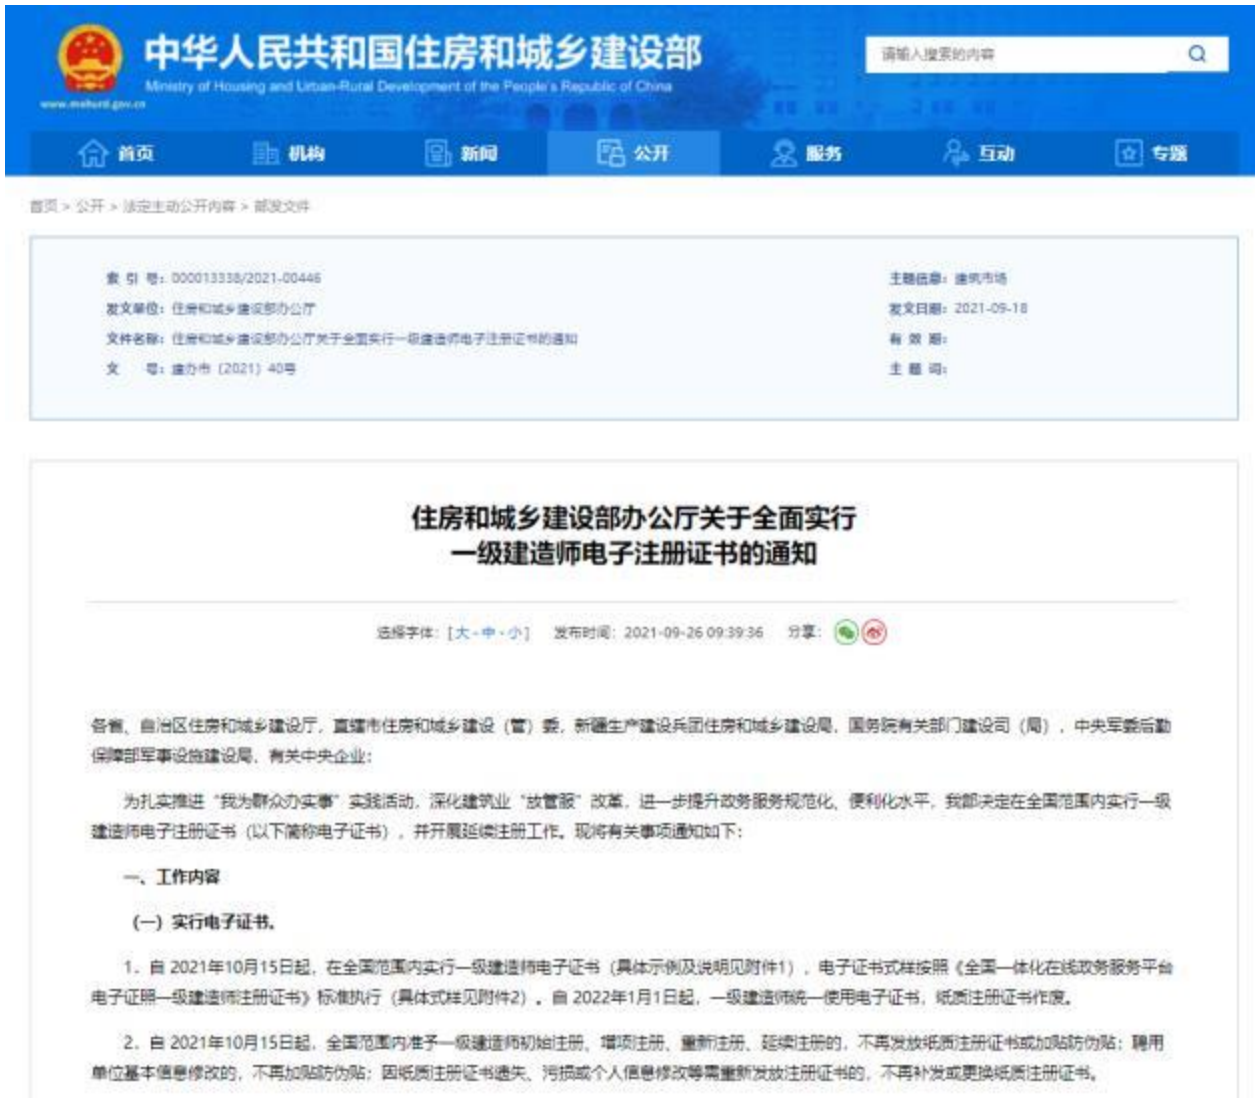 中华人民共和国住房和城乡建设部
Ministry of Housing and Urban-Rural Development of the People's Republic of China
www.mohurd.gov.cn
请输入搜索的内容
首页 机构 新闻 公开 服务 互动 专题
首页 > 公开 > 法定主动公开内容 > 部发文件
索 引 号：000013338/2021-00446 主题信息：建筑市场
发文单位：住房和城乡建设部办公厅 发文日期：2021-09-18
文件名称：住房和城乡建设部办公厅关于全面实行一级建造师电子注册证书的通知 有 效 期：
文 号：建办市〔2021〕40号 主 题 词：
住房和城乡建设部办公厅关于全面实行
一级建造师电子注册证书的通知
选择字体：[大 - 中 - 小] 发布时间：2021-09-26 09:39:36 分享：
各省、自治区住房和城乡建设厅，直辖市住房和城乡建设（管）委，新疆生产建设兵团住房和城乡建设局，国务院有关部门建设司（局），中央军委后勤
保障部军事设施建设局，有关中央企业：
为扎实推进“我为群众办实事”实践活动，深化建筑业“放管服”改革，进一步提升政务服务规范化、便利化水平，我部决定在全国范围内实行一级
建造师电子注册证书（以下简称电子证书），并开展延续注册工作。现将有关事项通知如下：
一、工作内容
（一）实行电子证书。
1．自 2021年10月15日起，在全国范围内实行一级建造师电子证书（具体示例及说明见附件1），电子证书式样按照《全国一体化在线政务服务平台
电子证照一级建造师注册证书》标准执行（具体式样见附件2）。自 2022年1月1日起，一级建造师统一使用电子证书，纸质注册证书作废。
2．自 2021年10月15日起，全国范围内准予一级建造师初始注册、增项注册、重新注册、延续注册的，不再发放纸质注册证书或加贴防伪贴；聘用
单位基本信息修改的，不再加贴防伪贴；因纸质注册证书遗失、污损或个人信息修改等需重新发放注册证书的，不再补发或更换纸质注册证书。